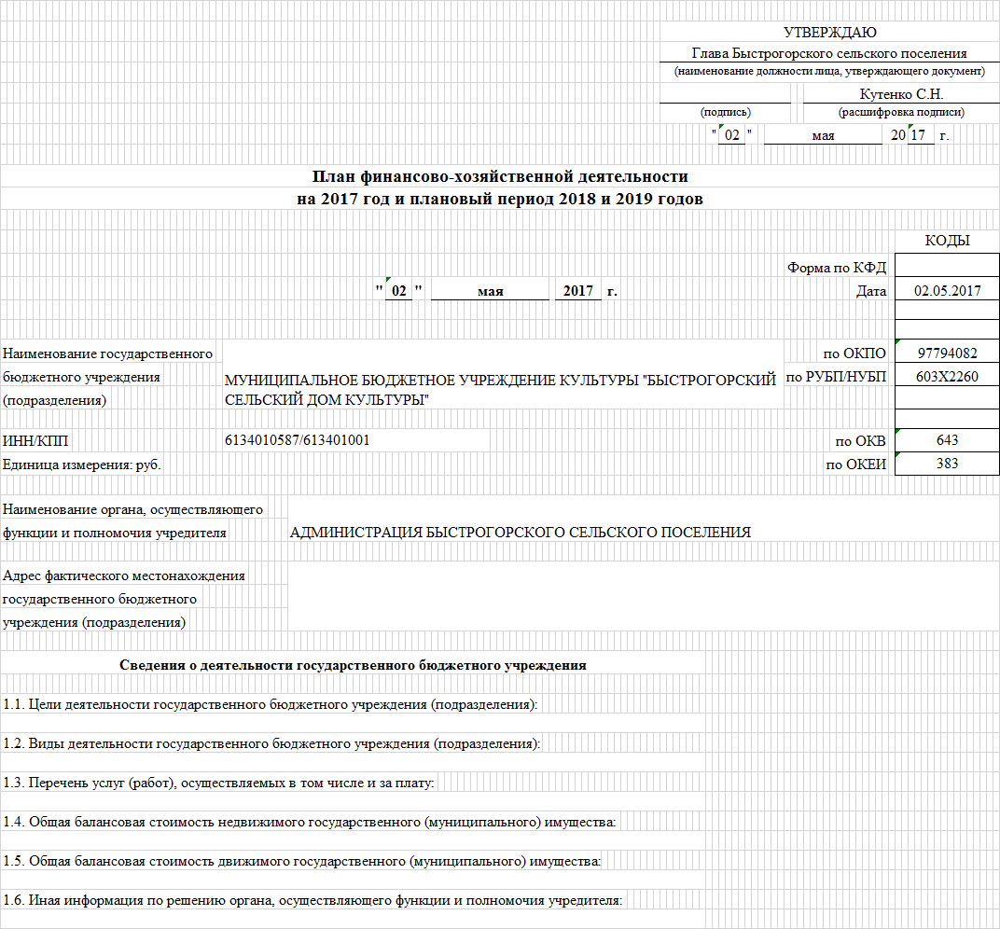 УТВЕРЖДАЮ
Глава Быстрогорского сельского поселения
(наименование должности лица, утверждающего документ)
Кутенко С.Н.
(подпись) (расшифровка подписи)
" 02 " мая 20 17 г.
План финансово-хозяйственной деятельности
на 2017 год и плановый период 2018 и 2019 годов
КОДЫ
Форма по КФД
" 02 " мая 2017 г. Дата 02.05.2017
Наименование государственного по ОКПО 97794082
бюджетного учреждения МУНИЦИПАЛЬНОЕ БЮДЖЕТНОЕ УЧРЕЖДЕНИЕ КУЛЬТУРЫ "БЫСТРОГОРСКИЙ по РУБП/НУБП 603X2260
(подразделения) СЕЛЬСКИЙ ДОМ КУЛЬТУРЫ"
ИНН/КПП 6134010587/613401001 по ОКВ 643
Единица измерения: руб. по ОКЕИ 383
Наименование органа, осуществляющего
функции и полномочия учредителя АДМИНИСТРАЦИЯ БЫСТРОГОРСКОГО СЕЛЬСКОГО ПОСЕЛЕНИЯ
Адрес фактического местонахождения
государственного бюджетного
учреждения (подразделения)
Сведения о деятельности государственного бюджетного учреждения
1.1. Цели деятельности государственного бюджетного учреждения (подразделения):
1.2. Виды деятельности государственного бюджетного учреждения (подразделения):
1.3. Перечень услуг (работ), осуществляемых в том числе и за плату:
1.4. Общая балансовая стоимость недвижимого государственного (муниципального) имущества:
1.5. Общая балансовая стоимость движимого государственного (муниципального) имущества:
1.6. Иная информация по решению органа, осуществляющего функции и полномочия учредителя: